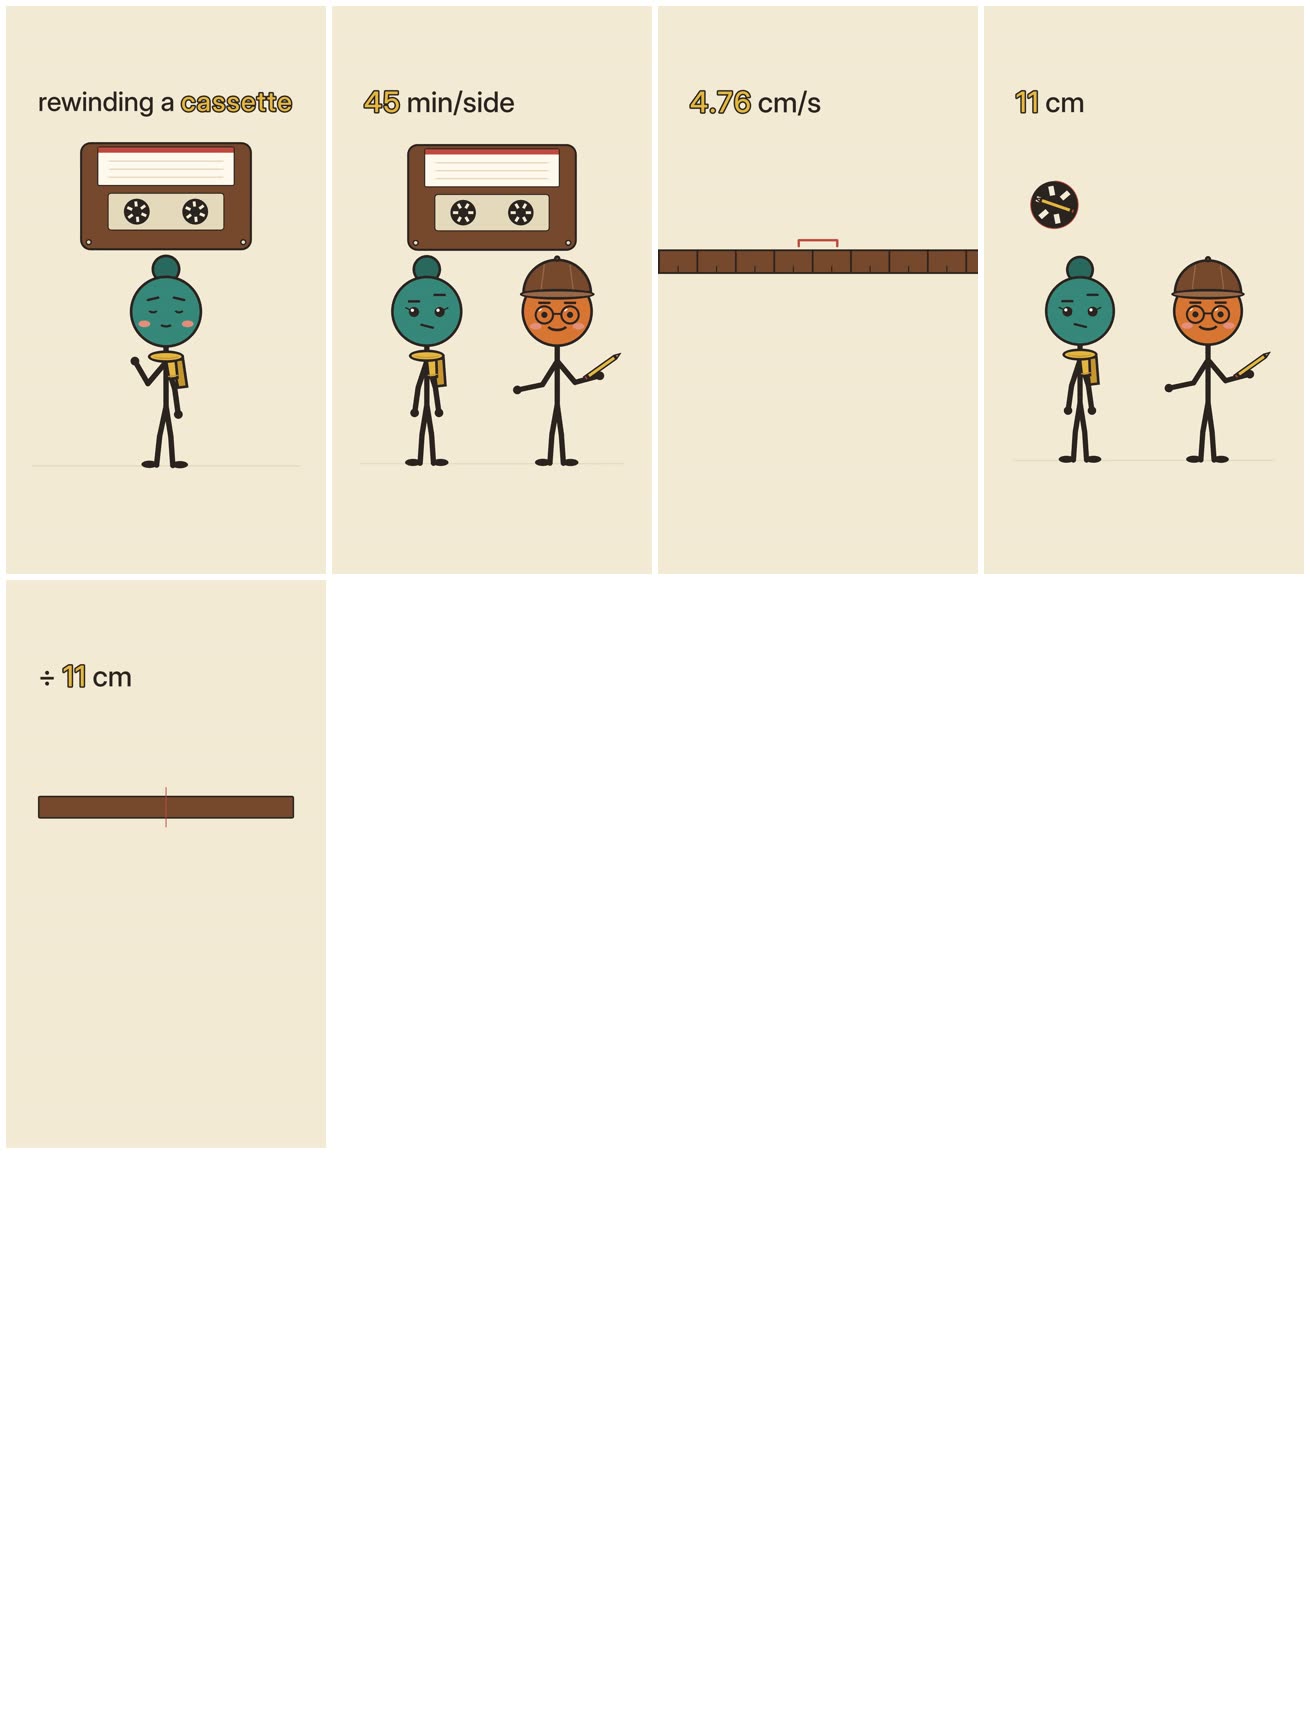 rewinding a cassette
45 min/side
4.76 cm/s
11 cm
÷ 11 cm